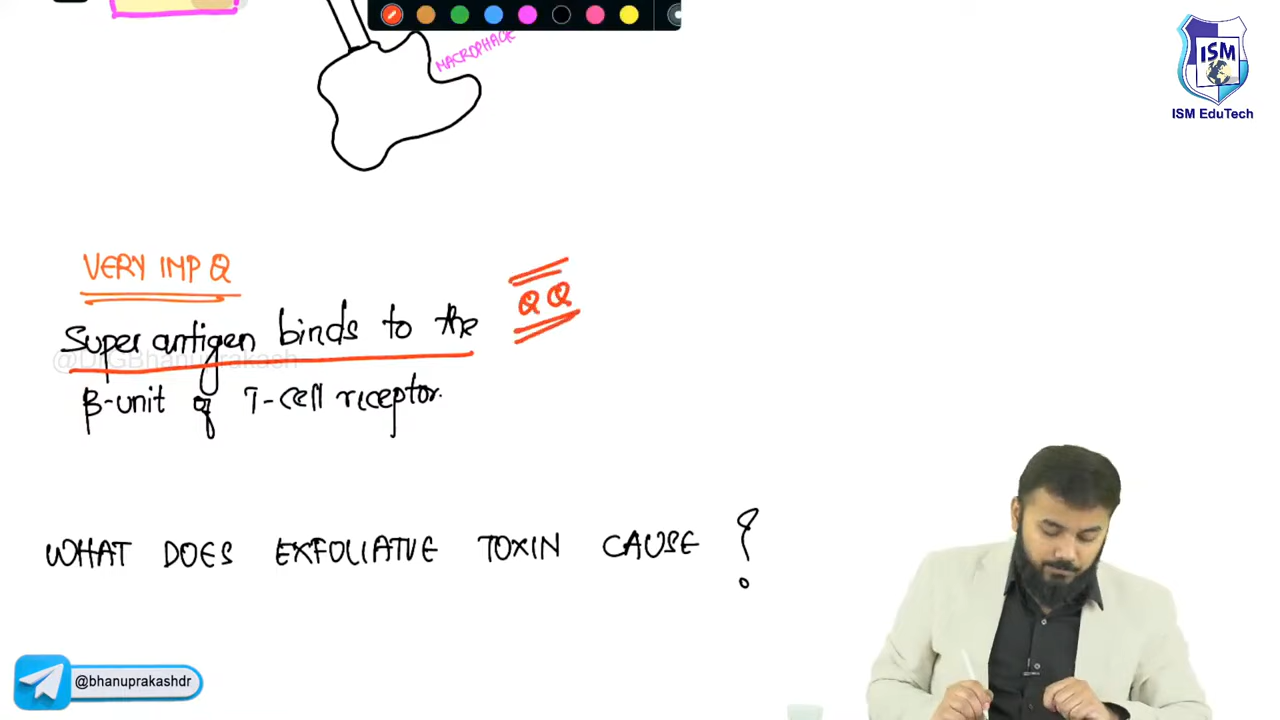 MACROPHAGE
ISM
ISM EduTech
VERY IMP Q
Super antigen binds to the
Q Q
@DrGBhanuprakash
β-unit of T-cell receptor.
WHAT DOES EXFOLIATIVE TOXIN CAUSE ?
@bhanuprakashdr